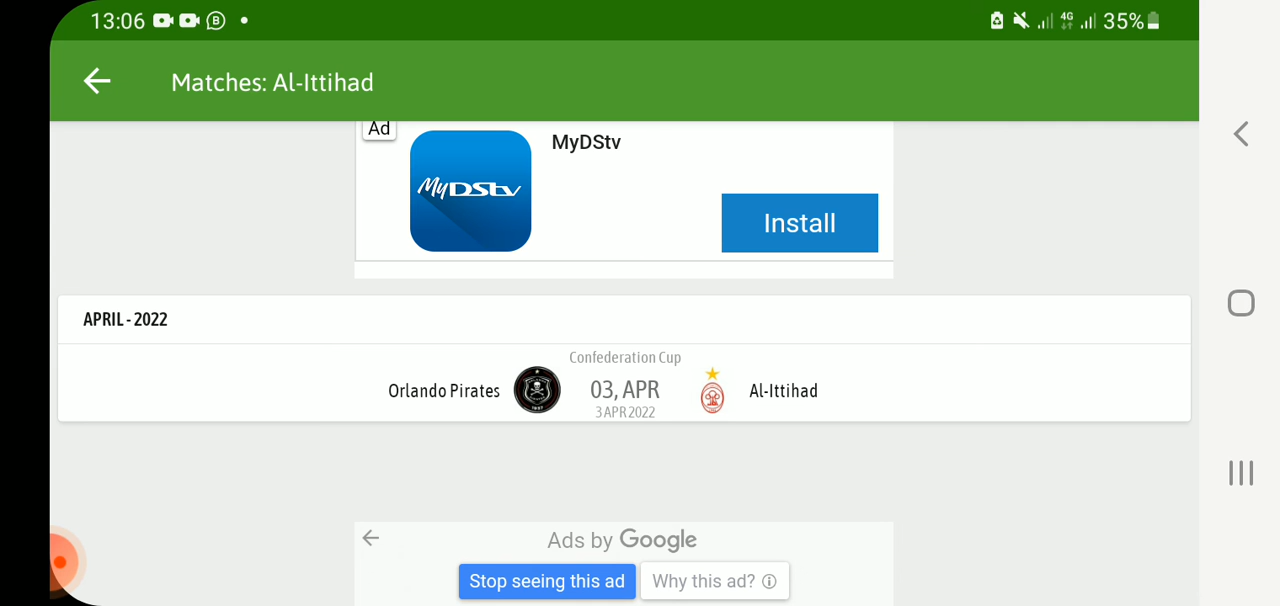 13:06
4G 35%
Matches: Al-Ittihad
Ad
MyDStv
MyDStv
Install
APRIL - 2022
Confederation Cup
Orlando Pirates 03, APR Al-Ittihad
3 APR 2022
Ads by Google
Stop seeing this ad Why this ad?